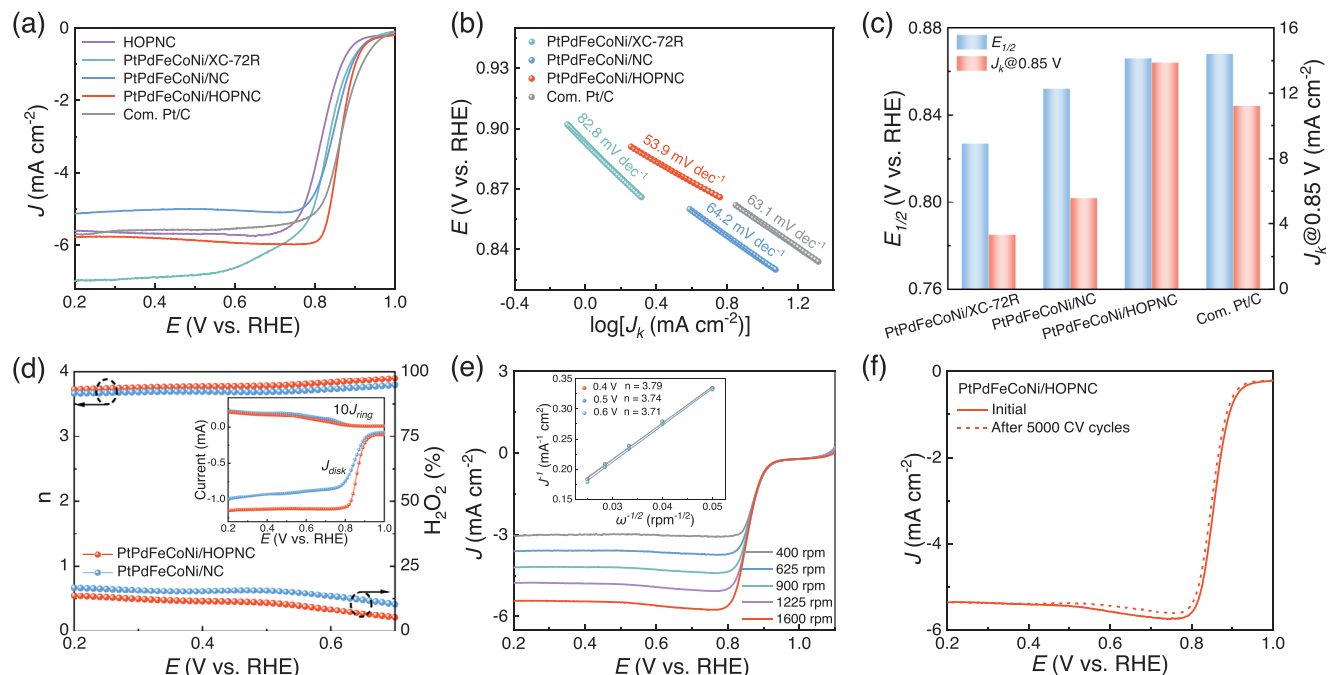 (a)
0
-2
-4
-6
J (mA cm⁻²)
HOPNC
PtPdFeCoNi/XC-72R
PtPdFeCoNi/NC
PtPdFeCoNi/HOPNC
Com. Pt/C
0.2 0.4 0.6 0.8 1.0
E (V vs. RHE)
(b)
0.93
0.90
0.87
0.84
E (V vs. RHE)
PtPdFeCoNi/XC-72R
PtPdFeCoNi/NC
PtPdFeCoNi/HOPNC
Com. Pt/C
82.8 mV dec⁻¹
53.9 mV dec⁻¹
64.2 mV dec⁻¹
63.1 mV dec⁻¹
-0.4 0.0 0.4 0.8 1.2
log[Jₖ (mA cm⁻²)]
(c)
0.88
0.84
0.80
0.76
E1/2 (V vs. RHE)
E1/2
Jₖ@0.85 V
16
12
8
4
0
Jₖ@0.85 V (mA cm⁻²)
PtPdFeCoNi/XC-72R
PtPdFeCoNi/NC
PtPdFeCoNi/HOPNC
Com. Pt/C
(d)
4
3
2
1
0
n
100
75
50
25
0
H₂O₂ (%)
0.0
-0.5
-1.0
Current (mA)
10Jring
Jdisk
0.2 0.4 0.6 0.8 1.0
E (V vs. RHE)
PtPdFeCoNi/HOPNC
PtPdFeCoNi/NC
0.2 0.4 0.6
E (V vs. RHE)
(e)
0
-3
-6
J (mA cm⁻²)
0.35
0.30
0.25
0.20
0.15
J⁻¹ (mA⁻¹ cm²)
0.4 V n = 3.79
0.5 V n = 3.74
0.6 V n = 3.71
0.03 0.04 0.05
ω⁻¹/² (rpm⁻¹/²)
400 rpm
625 rpm
900 rpm
1225 rpm
1600 rpm
0.2 0.4 0.6 0.8 1.0
E (V vs. RHE)
(f)
0
-2
-4
-6
J (mA cm⁻²)
PtPdFeCoNi/HOPNC
Initial
After 5000 CV cycles
0.2 0.4 0.6 0.8 1.0
E (V vs. RHE)